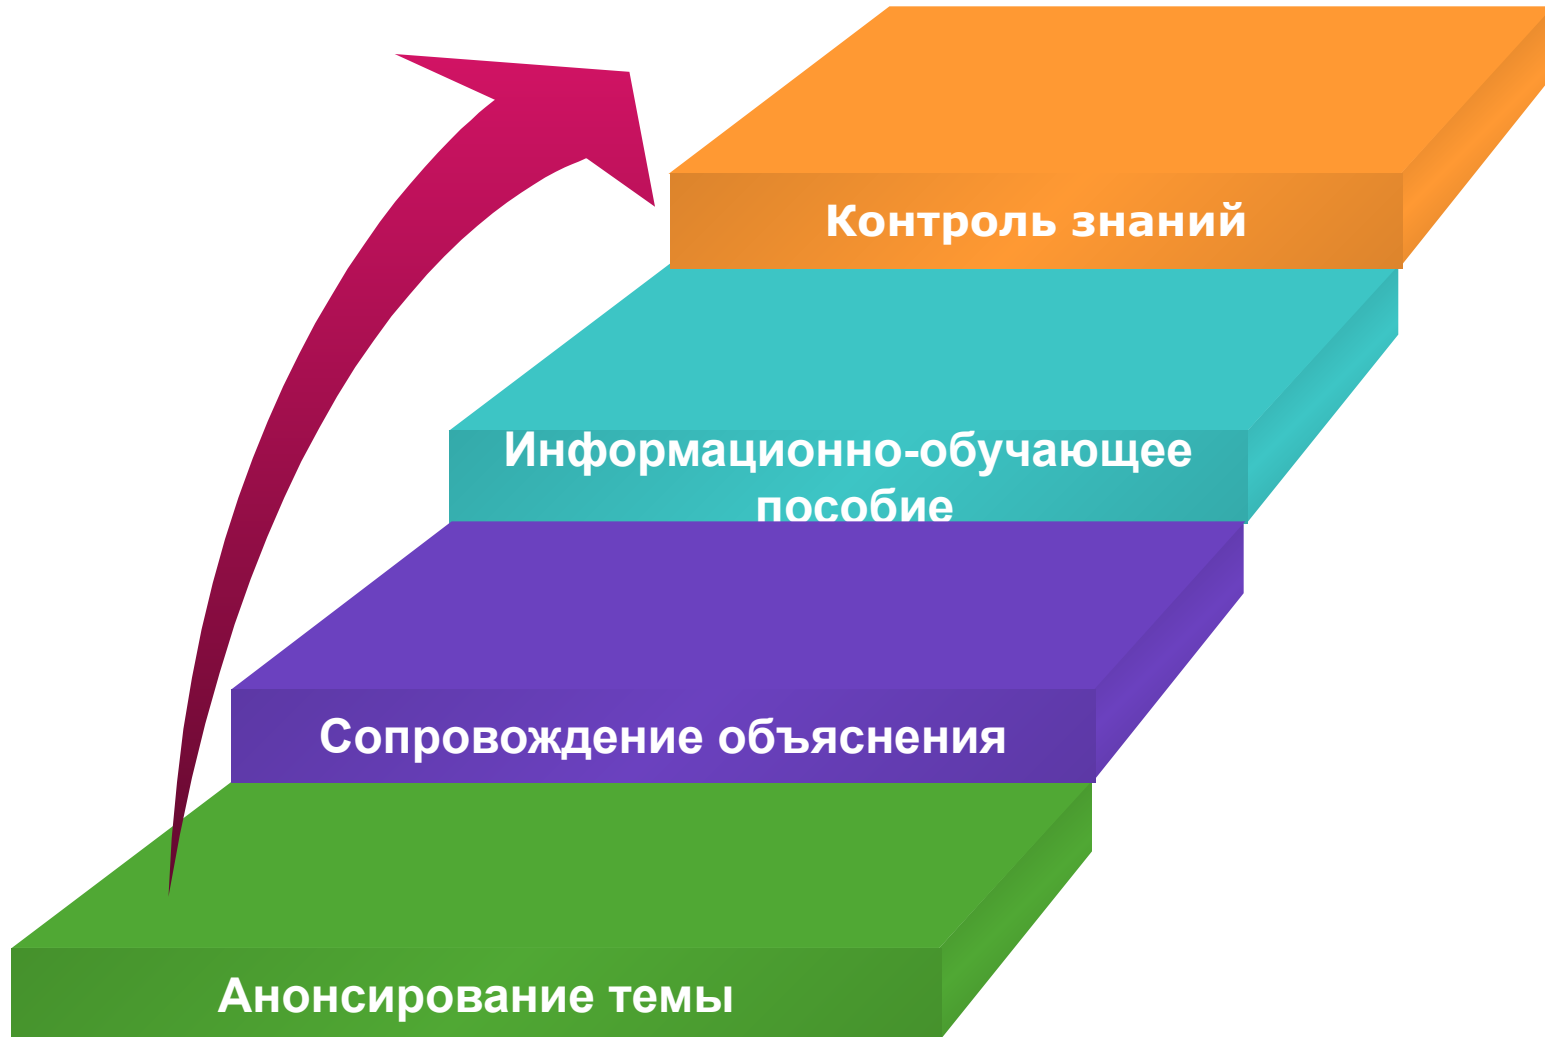 Контроль знаний
Информационно-обучающее
пособие
Сопровождение объяснения
Анонсирование темы